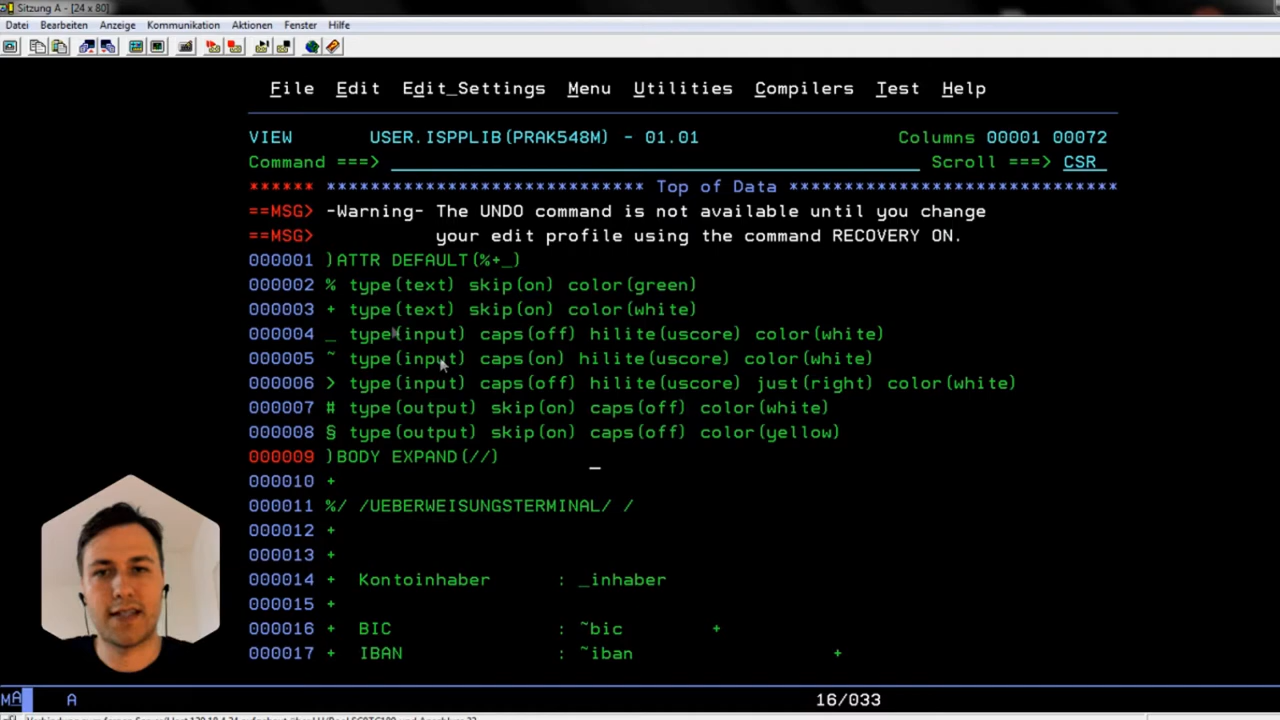 Sitzung A - [24 x 80]
Datei Bearbeiten Anzeige Kommunikation Aktionen Fenster Hilfe
File Edit Edit_Settings Menu Utilities Compilers Test Help
VIEW USER.ISPPLIB(PRAK548M) - 01.01 Columns 00001 00072
Command ===> Scroll ===> CSR
****** **************************** Top of Data ******************************
==MSG> -Warning- The UNDO command is not available until you change
==MSG> your edit profile using the command RECOVERY ON.
000001 )ATTR DEFAULT(%+_)
000002 % type(text) skip(on) color(green)
000003 + type(text) skip(on) color(white)
000004 _ type(input) caps(off) hilite(uscore) color(white)
000005 ~ type(input) caps(on) hilite(uscore) color(white)
000006 > type(input) caps(off) hilite(uscore) just(right) color(white)
000007 # type(output) skip(on) caps(off) color(white)
000008 § type(output) skip(on) caps(off) color(yellow)
000009 )BODY EXPAND(//)
000010 +
000011 %/ /UEBERWEISUNGSTERMINAL/ /
000012 +
000013 +
000014 + Kontoinhaber : _inhaber
000015 +
000016 + BIC : ~bic +
000017 + IBAN : ~iban +
MA A 16/033